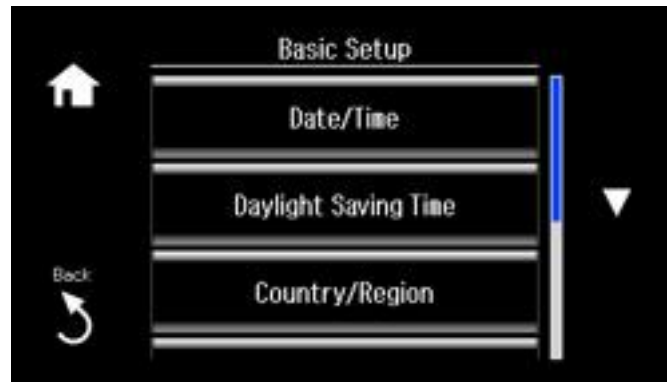 Basic Setup
Date/Time
Daylight Saving Time
Country/Region
Back